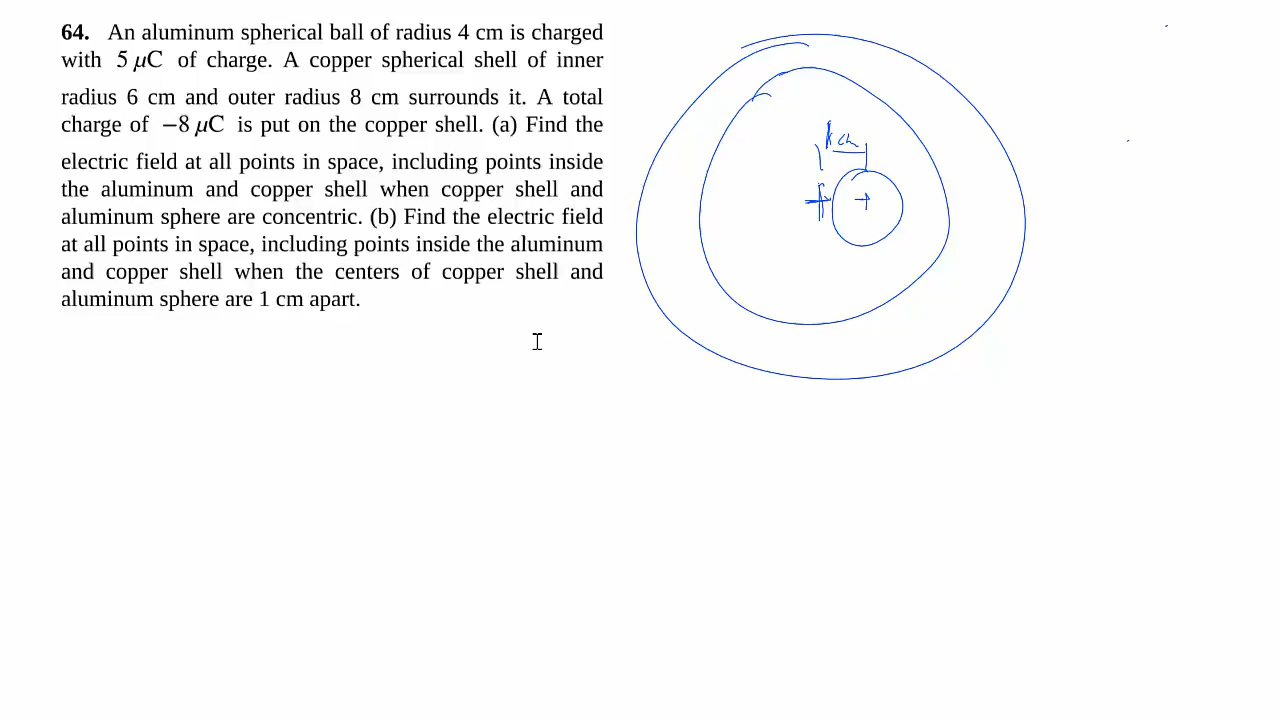 64. An aluminum spherical ball of radius 4 cm is charged
with 5 μC of charge. A copper spherical shell of inner
radius 6 cm and outer radius 8 cm surrounds it. A total
charge of −8 μC is put on the copper shell. (a) Find the
electric field at all points in space, including points inside
the aluminum and copper shell when copper shell and
aluminum sphere are concentric. (b) Find the electric field
at all points in space, including points inside the aluminum
and copper shell when the centers of copper shell and
aluminum sphere are 1 cm apart.